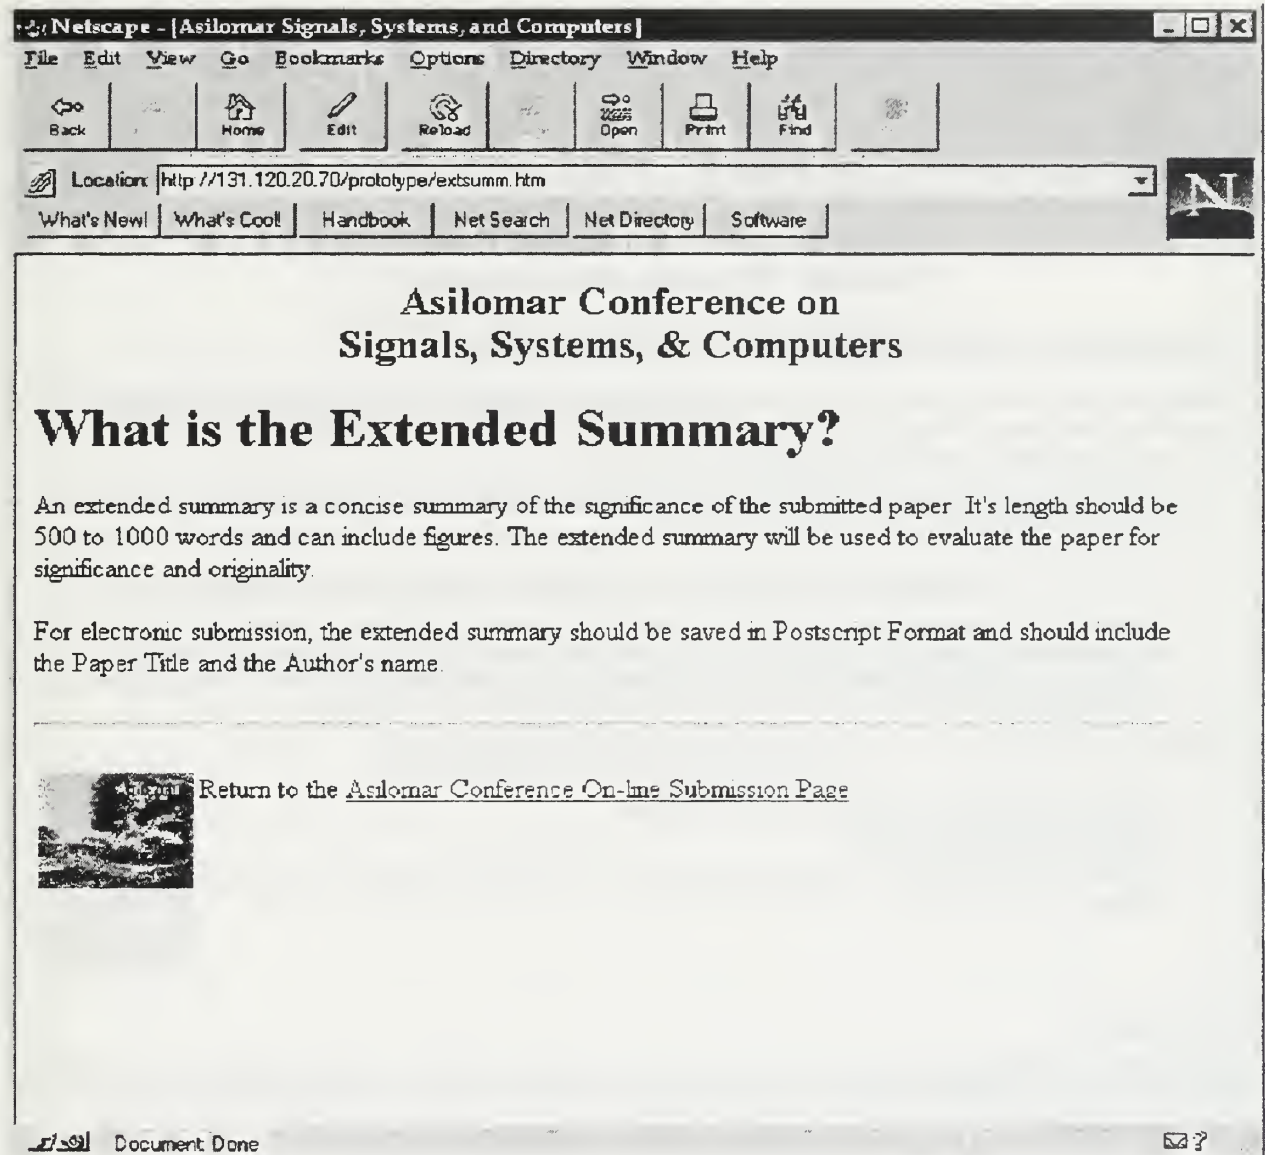 Netscape - [Asilomar Signals, Systems, and Computers]
File Edit View Go Bookmarks Options Directory Window Help
Back Home Edit Reload Open Print Find
Location: http://131.120.20.70/prototype/extsumm.htm
N
What's New! What's Cool! Handbook Net Search Net Directory Software
Asilomar Conference on
Signals, Systems, & Computers
What is the Extended Summary?
An extended summary is a concise summary of the significance of the submitted paper. It's length should be
500 to 1000 words and can include figures. The extended summary will be used to evaluate the paper for
significance and originality.
For electronic submission, the extended summary should be saved in Postscript Format and should include
the Paper Title and the Author's name.
Return to the Asilomar Conference On-line Submission Page
Document: Done